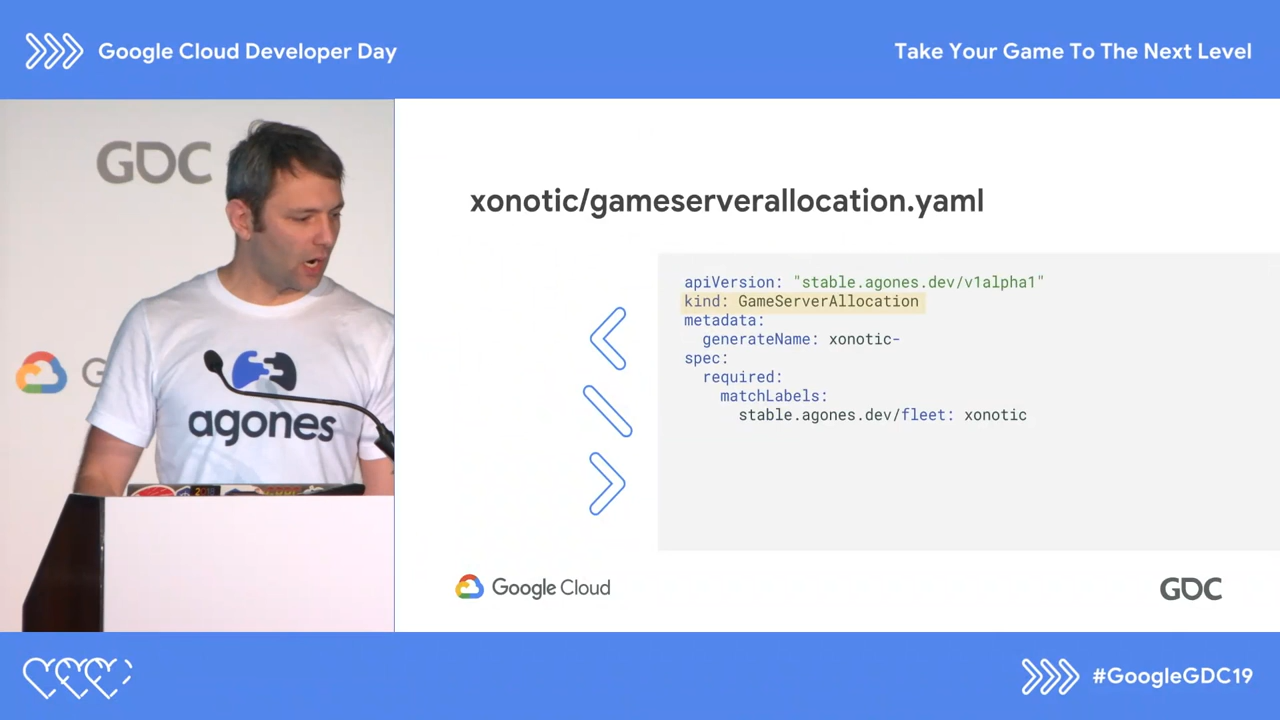 Google Cloud Developer Day
Take Your Game To The Next Level
GDC
G
agones
xonotic/gameserverallocation.yaml
apiVersion: "stable.agones.dev/v1alpha1"
kind: GameServerAllocation
metadata:
  generateName: xonotic-
spec:
  required:
    matchLabels:
      stable.agones.dev/fleet: xonotic
Google Cloud
GDC
#GoogleGDC19